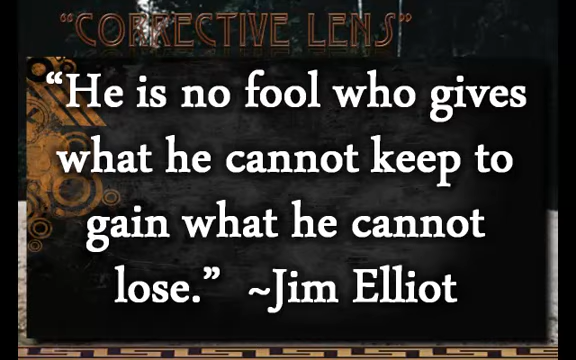 “CORRECTIVE LENS”
“He is no fool who gives
what he cannot keep to
gain what he cannot
lose.” ~Jim Elliot